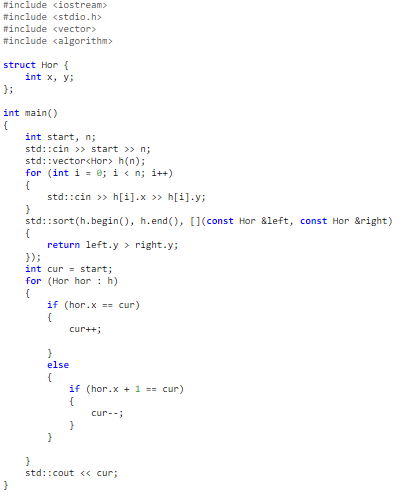 #include <iostream>
#include <stdio.h>
#include <vector>
#include <algorithm>

struct Hor {
    int x, y;
};

int main()
{
    int start, n;
    std::cin >> start >> n;
    std::vector<Hor> h(n);
    for (int i = 0; i < n; i++)
    {
        std::cin >> h[i].x >> h[i].y;
    }
    std::sort(h.begin(), h.end(), [](const Hor &left, const Hor &right)
    {
        return left.y > right.y;
    });
    int cur = start;
    for (Hor hor : h)
    {
        if (hor.x == cur)
        {
            cur++;

        }
        else
        {
            if (hor.x + 1 == cur)
            {
                cur--;
            }
        }

    }
    std::cout << cur;
}